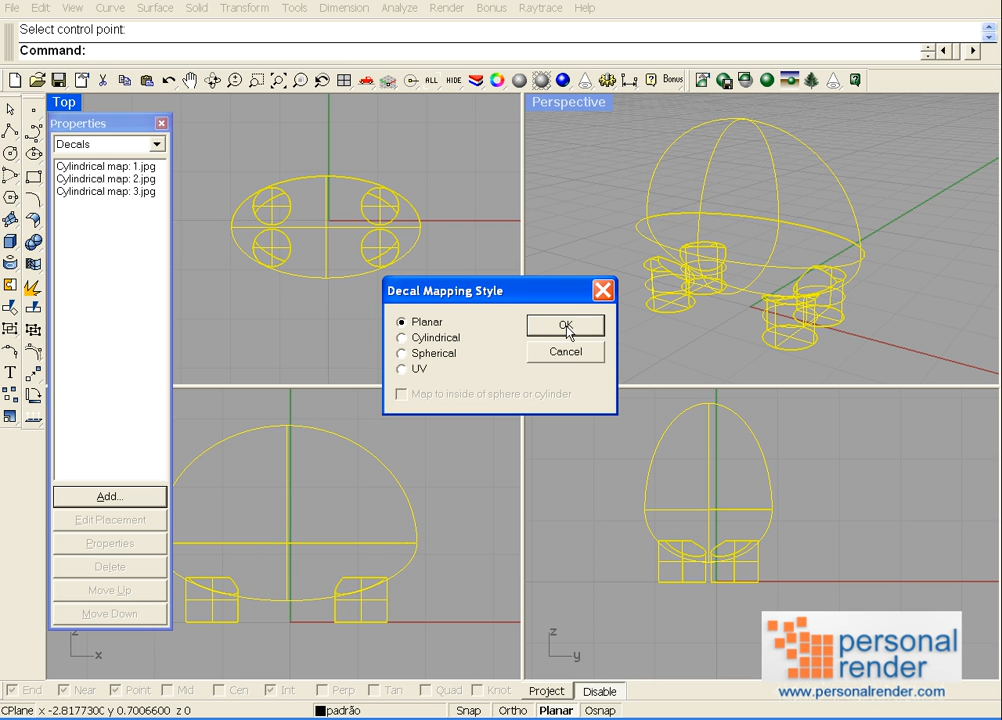 File Edit View Curve Surface Solid Transform Tools Dimension Analyze Render Bonus Raytrace Help
Select control point:
Command:
ALL HIDE Bonus
Top
Perspective
Properties
Decals
Cylindrical map: 1.jpg
Cylindrical map: 2.jpg
Cylindrical map: 3.jpg
Decal Mapping Style
Planar
OK
Cylindrical
Spherical
Cancel
UV
Map to inside of sphere or cylinder
Add...
Edit Placement
Properties
Delete
Move Up
Move Down
z
x
z
y
personal
render
www.personalrender.com
End Near Point Mid Cen Int Perp Tan Quad Knot Project Disable
CPlane x -2.817730( y 0.7006600 z 0 padrão Snap Ortho Planar Osnap